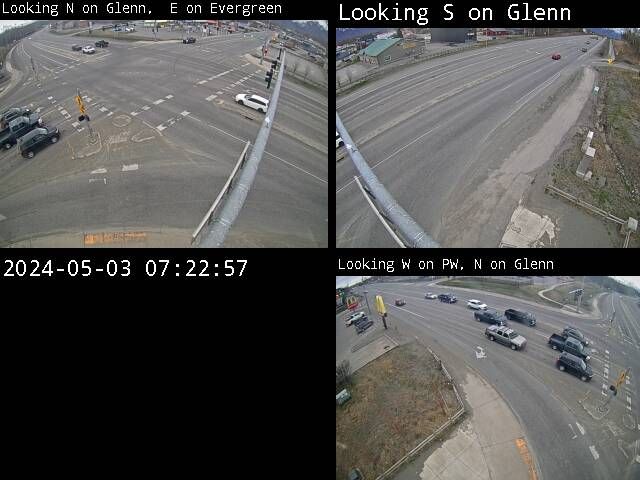 Looking N on Glenn,  E on Evergreen
Looking S on Glenn
2024-05-03 07:22:57
Looking W on PW, N on Glenn